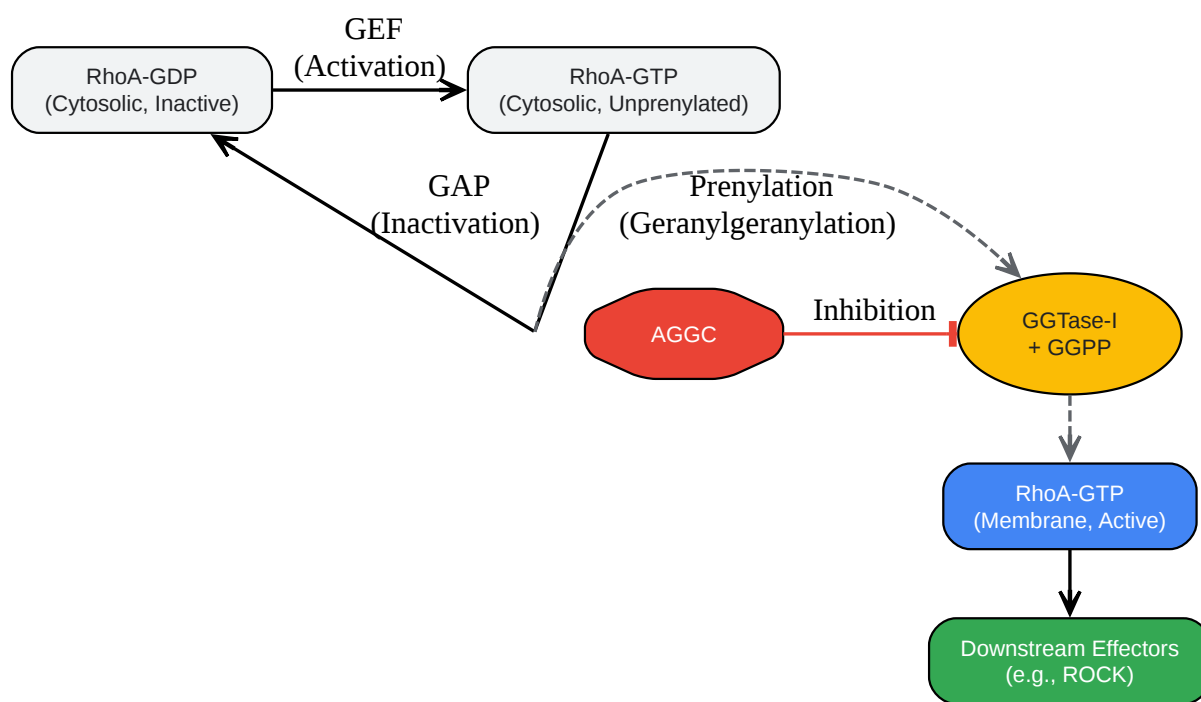 GEF
(Activation)
RhoA-GDP
(Cytosolic, Inactive)
RhoA-GTP
(Cytosolic, Unprenylated)
GAP
(Inactivation)
Prenylation
(Geranylgeranylation)
AGGC
Inhibition
GGTase-I
+ GGPP
RhoA-GTP
(Membrane, Active)
Downstream Effectors
(e.g., ROCK)